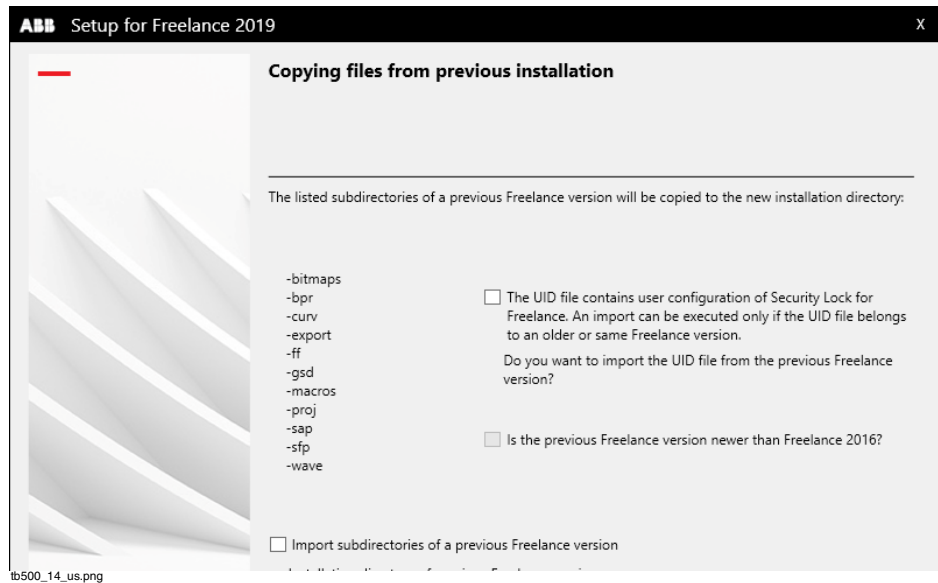 ABB Setup for Freelance 2019 X
Copying files from previous installation
The listed subdirectories of a previous Freelance version will be copied to the new installation directory:
-bitmaps
-bpr
-curv
-export
-ff
-gsd
-macros
-proj
-sap
-sfp
-wave
The UID file contains user configuration of Security Lock for
Freelance. An import can be executed only if the UID file belongs
to an older or same Freelance version.
Do you want to import the UID file from the previous Freelance
version?
Is the previous Freelance version newer than Freelance 2016?
Import subdirectories of a previous Freelance version
tb500_14_us.png